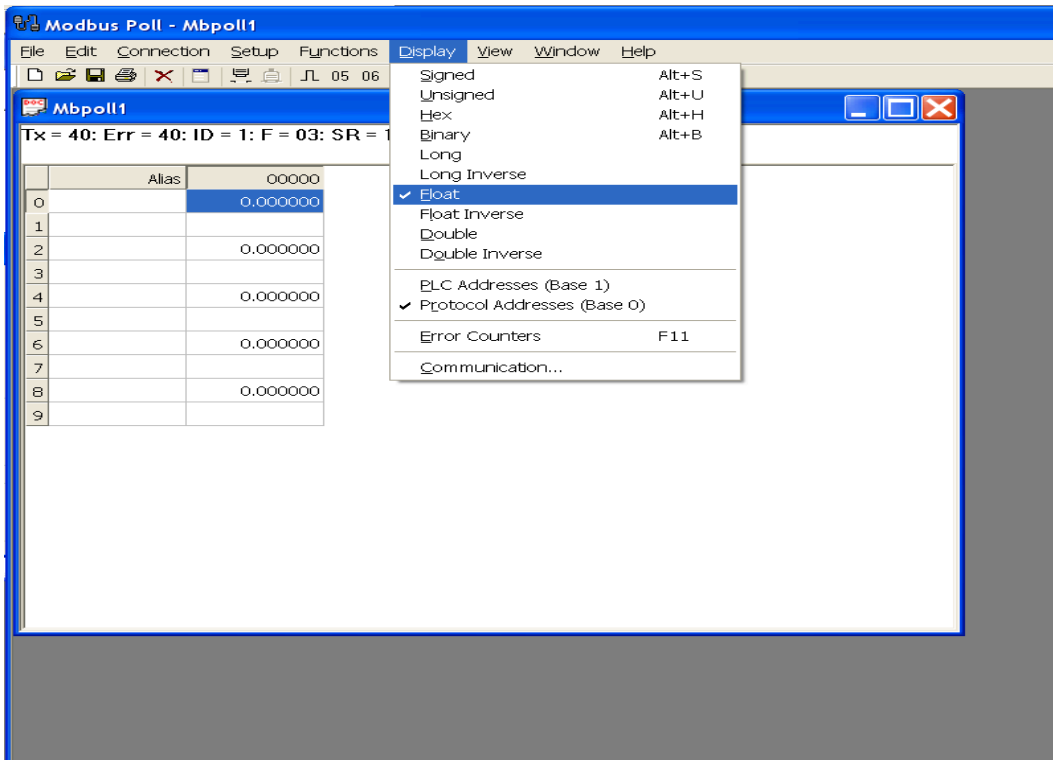 Modbus Poll - Mbpoll1
File Edit Connection Setup Functions Display View Window Help
05 06
Mbpoll1
Tx = 40: Err = 40: ID = 1: F = 03: SR = 1
Alias 00000
0 0.000000
1
2 0.000000
3
4 0.000000
5
6 0.000000
7
8 0.000000
9
Signed Alt+S
Unsigned Alt+U
Hex Alt+H
Binary Alt+B
Long
Long Inverse
Float
Float Inverse
Double
Double Inverse
PLC Addresses (Base 1)
Protocol Addresses (Base 0)
Error Counters F11
Communication...